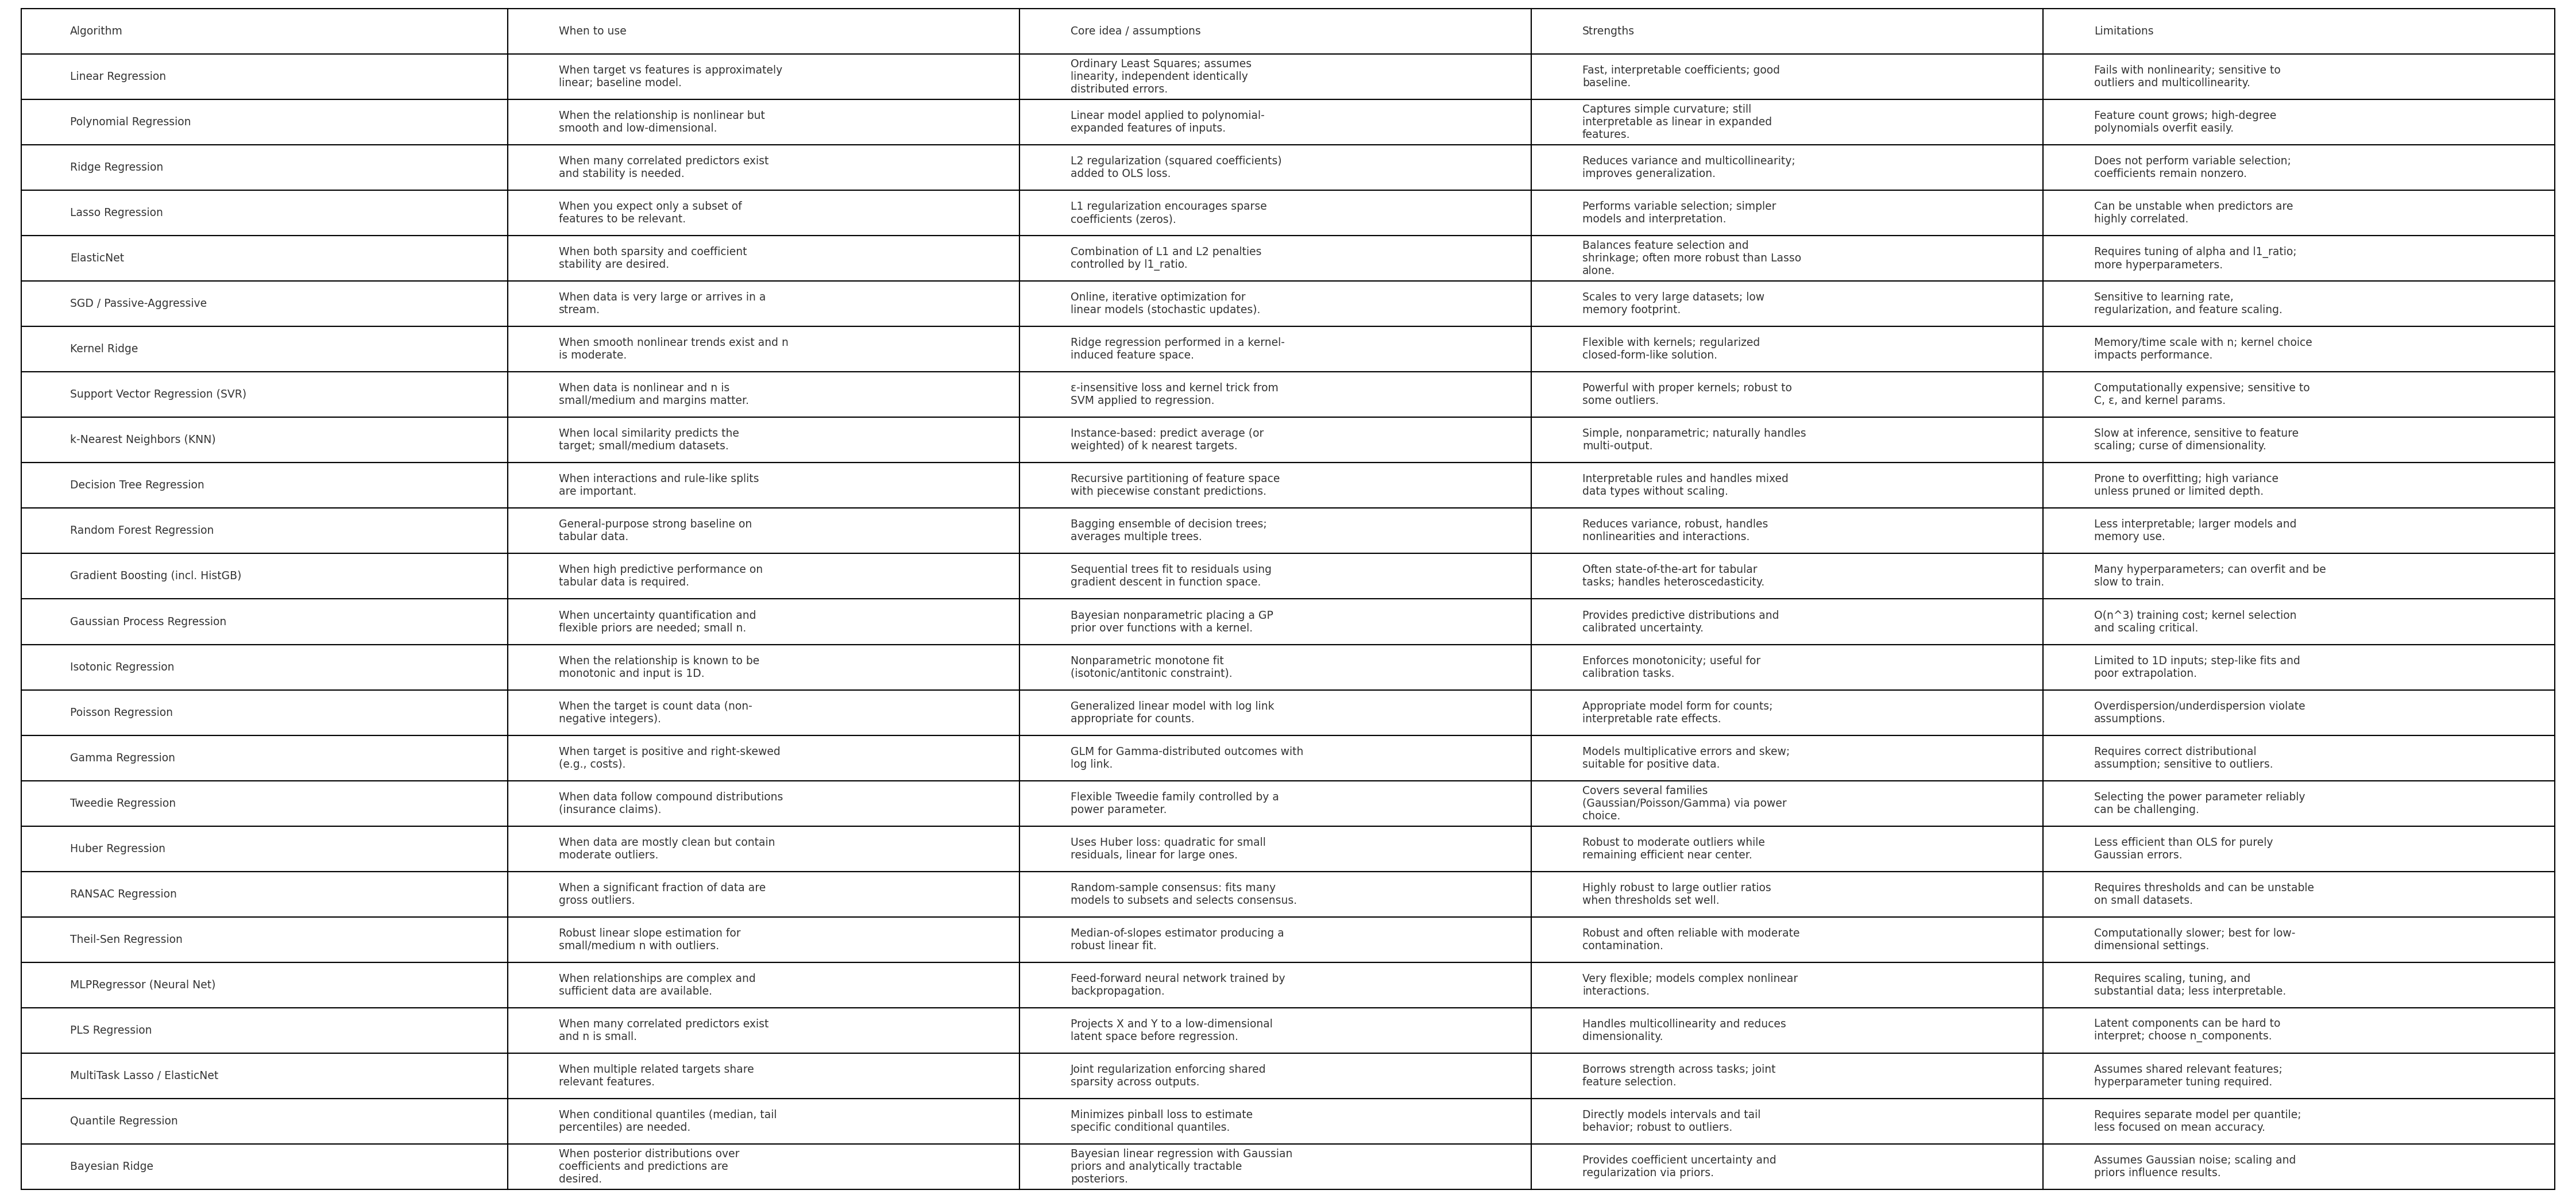 Algorithm
When to use
Core idea / assumptions
Strengths
Limitations
Linear Regression
When target vs features is approximately
linear; baseline model.
Ordinary Least Squares; assumes
linearity, independent identically
distributed errors.
Fast, interpretable coefficients; good
baseline.
Fails with nonlinearity; sensitive to
outliers and multicollinearity.
Polynomial Regression
When the relationship is nonlinear but
smooth and low-dimensional.
Linear model applied to polynomial-
expanded features of inputs.
Captures simple curvature; still
interpretable as linear in expanded
features.
Feature count grows; high-degree
polynomials overfit easily.
Ridge Regression
When many correlated predictors exist
and stability is needed.
L2 regularization (squared coefficients)
added to OLS loss.
Reduces variance and multicollinearity;
improves generalization.
Does not perform variable selection;
coefficients remain nonzero.
Lasso Regression
When you expect only a subset of
features to be relevant.
L1 regularization encourages sparse
coefficients (zeros).
Performs variable selection; simpler
models and interpretation.
Can be unstable when predictors are
highly correlated.
ElasticNet
When both sparsity and coefficient
stability are desired.
Combination of L1 and L2 penalties
controlled by l1_ratio.
Balances feature selection and
shrinkage; often more robust than Lasso
alone.
Requires tuning of alpha and l1_ratio;
more hyperparameters.
SGD / Passive-Aggressive
When data is very large or arrives in a
stream.
Online, iterative optimization for
linear models (stochastic updates).
Scales to very large datasets; low
memory footprint.
Sensitive to learning rate,
regularization, and feature scaling.
Kernel Ridge
When smooth nonlinear trends exist and n
is moderate.
Ridge regression performed in a kernel-
induced feature space.
Flexible with kernels; regularized
closed-form-like solution.
Memory/time scale with n; kernel choice
impacts performance.
Support Vector Regression (SVR)
When data is nonlinear and n is
small/medium and margins matter.
ε-insensitive loss and kernel trick from
SVM applied to regression.
Powerful with proper kernels; robust to
some outliers.
Computationally expensive; sensitive to
C, ε, and kernel params.
k-Nearest Neighbors (KNN)
When local similarity predicts the
target; small/medium datasets.
Instance-based: predict average (or
weighted) of k nearest targets.
Simple, nonparametric; naturally handles
multi-output.
Slow at inference, sensitive to feature
scaling; curse of dimensionality.
Decision Tree Regression
When interactions and rule-like splits
are important.
Recursive partitioning of feature space
with piecewise constant predictions.
Interpretable rules and handles mixed
data types without scaling.
Prone to overfitting; high variance
unless pruned or limited depth.
Random Forest Regression
General-purpose strong baseline on
tabular data.
Bagging ensemble of decision trees;
averages multiple trees.
Reduces variance, robust, handles
nonlinearities and interactions.
Less interpretable; larger models and
memory use.
Gradient Boosting (incl. HistGB)
When high predictive performance on
tabular data is required.
Sequential trees fit to residuals using
gradient descent in function space.
Often state-of-the-art for tabular
tasks; handles heteroscedasticity.
Many hyperparameters; can overfit and be
slow to train.
Gaussian Process Regression
When uncertainty quantification and
flexible priors are needed; small n.
Bayesian nonparametric placing a GP
prior over functions with a kernel.
Provides predictive distributions and
calibrated uncertainty.
O(n^3) training cost; kernel selection
and scaling critical.
Isotonic Regression
When the relationship is known to be
monotonic and input is 1D.
Nonparametric monotone fit
(isotonic/antitonic constraint).
Enforces monotonicity; useful for
calibration tasks.
Limited to 1D inputs; step-like fits and
poor extrapolation.
Poisson Regression
When the target is count data (non-
negative integers).
Generalized linear model with log link
appropriate for counts.
Appropriate model form for counts;
interpretable rate effects.
Overdispersion/underdispersion violate
assumptions.
Gamma Regression
When target is positive and right-skewed
(e.g., costs).
GLM for Gamma-distributed outcomes with
log link.
Models multiplicative errors and skew;
suitable for positive data.
Requires correct distributional
assumption; sensitive to outliers.
Tweedie Regression
When data follow compound distributions
(insurance claims).
Flexible Tweedie family controlled by a
power parameter.
Covers several families
(Gaussian/Poisson/Gamma) via power
choice.
Selecting the power parameter reliably
can be challenging.
Huber Regression
When data are mostly clean but contain
moderate outliers.
Uses Huber loss: quadratic for small
residuals, linear for large ones.
Robust to moderate outliers while
remaining efficient near center.
Less efficient than OLS for purely
Gaussian errors.
RANSAC Regression
When a significant fraction of data are
gross outliers.
Random-sample consensus: fits many
models to subsets and selects consensus.
Highly robust to large outlier ratios
when thresholds set well.
Requires thresholds and can be unstable
on small datasets.
Theil-Sen Regression
Robust linear slope estimation for
small/medium n with outliers.
Median-of-slopes estimator producing a
robust linear fit.
Robust and often reliable with moderate
contamination.
Computationally slower; best for low-
dimensional settings.
MLPRegressor (Neural Net)
When relationships are complex and
sufficient data are available.
Feed-forward neural network trained by
backpropagation.
Very flexible; models complex nonlinear
interactions.
Requires scaling, tuning, and
substantial data; less interpretable.
PLS Regression
When many correlated predictors exist
and n is small.
Projects X and Y to a low-dimensional
latent space before regression.
Handles multicollinearity and reduces
dimensionality.
Latent components can be hard to
interpret; choose n_components.
MultiTask Lasso / ElasticNet
When multiple related targets share
relevant features.
Joint regularization enforcing shared
sparsity across outputs.
Borrows strength across tasks; joint
feature selection.
Assumes shared relevant features;
hyperparameter tuning required.
Quantile Regression
When conditional quantiles (median, tail
percentiles) are needed.
Minimizes pinball loss to estimate
specific conditional quantiles.
Directly models intervals and tail
behavior; robust to outliers.
Requires separate model per quantile;
less focused on mean accuracy.
Bayesian Ridge
When posterior distributions over
coefficients and predictions are
desired.
Bayesian linear regression with Gaussian
priors and analytically tractable
posteriors.
Provides coefficient uncertainty and
regularization via priors.
Assumes Gaussian noise; scaling and
priors influence results.